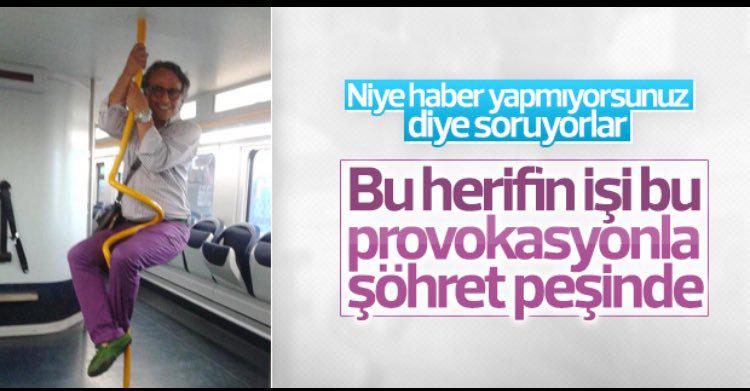 Niye haber yapmıyorsunuz
diye soruyorlar
Bu herifin işi bu
provokasyonla
şöhret peşinde